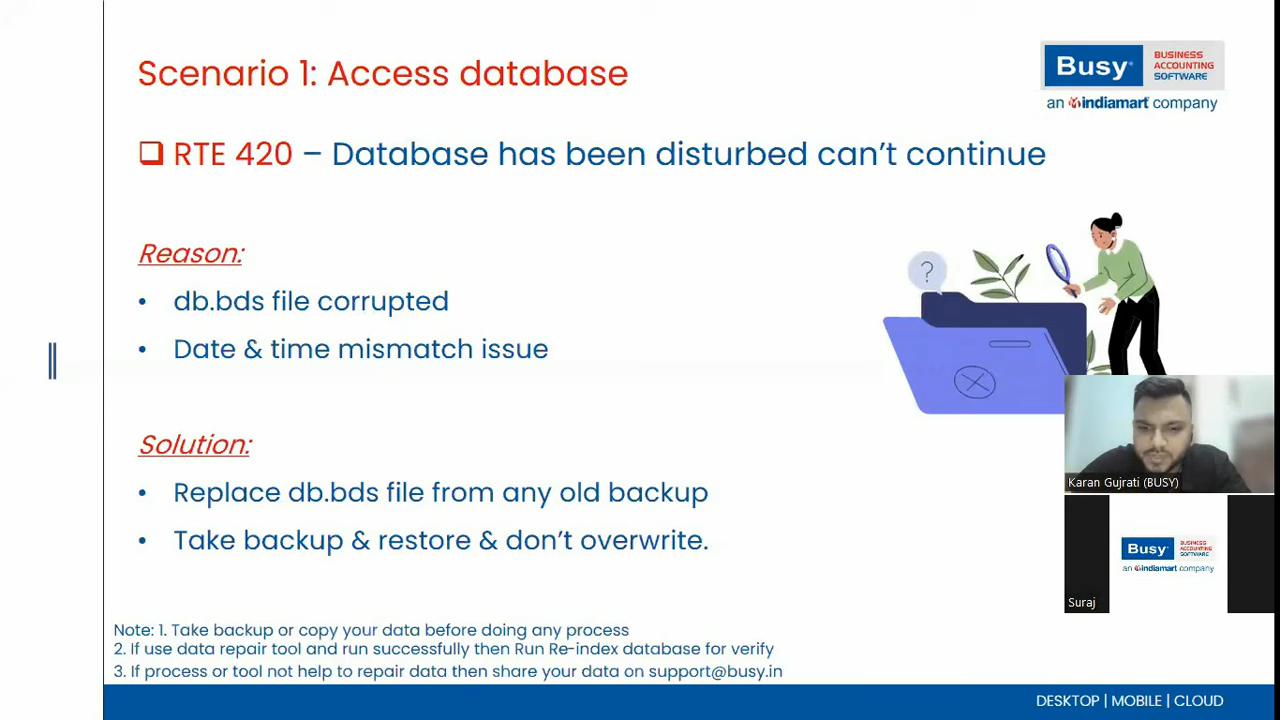 Scenario 1: Access database
Busy
BUSINESS
ACCOUNTING
SOFTWARE
an indiamart company
❑ RTE 420 – Database has been disturbed can’t continue
Reason:
• db.bds file corrupted
• Date & time mismatch issue
?
Solution:
• Replace db.bds file from any old backup
• Take backup & restore & don’t overwrite.
Karan Gujrati (BUSY)
Busy
BUSINESS
ACCOUNTING
SOFTWARE
an indiamart company
Suraj
Note: 1. Take backup or copy your data before doing any process
2. If use data repair tool and run successfully then Run Re-index database for verify
3. If process or tool not help to repair data then share your data on support@busy.in
DESKTOP | MOBILE | CLOUD